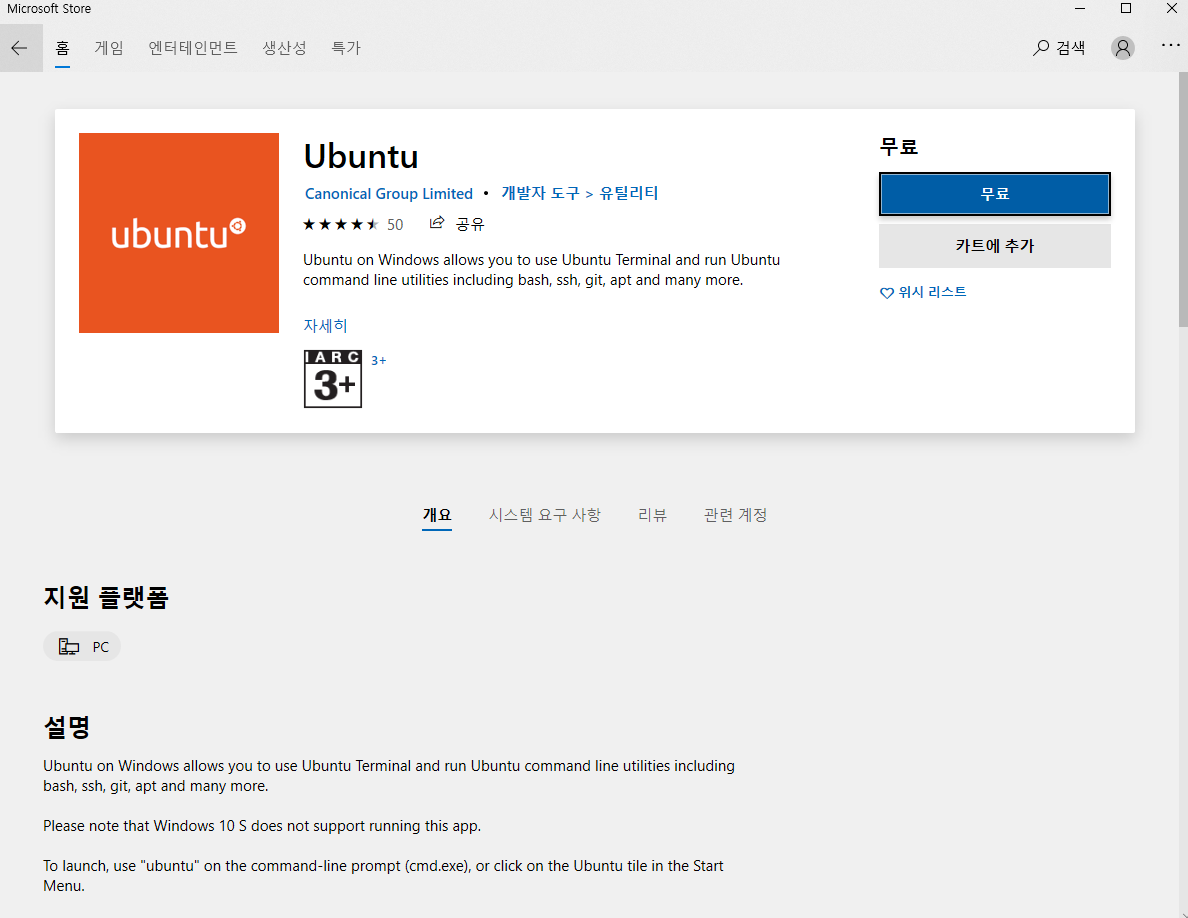 Microsoft Store
홈 게임 엔터테인먼트 생산성 특가 검색
ubuntu
Ubuntu
Canonical Group Limited • 개발자 도구 > 유틸리티
50 공유
Ubuntu on Windows allows you to use Ubuntu Terminal and run Ubuntu
command line utilities including bash, ssh, git, apt and many more.
자세히
IARC
3+
3+
무료
무료
카트에 추가
위시 리스트
개요 시스템 요구 사항 리뷰 관련 계정
지원 플랫폼
PC
설명
Ubuntu on Windows allows you to use Ubuntu Terminal and run Ubuntu command line utilities including
bash, ssh, git, apt and many more.
Please note that Windows 10 S does not support running this app.
To launch, use "ubuntu" on the command-line prompt (cmd.exe), or click on the Ubuntu tile in the Start
Menu.